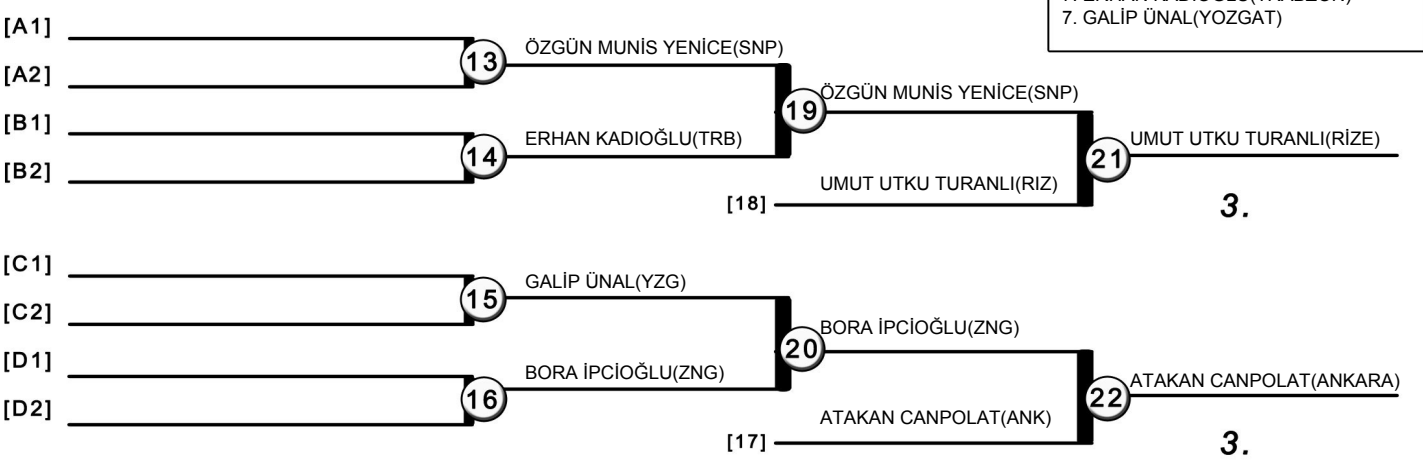 7. GALİP ÜNAL(YOZGAT)
[A1]
13
ÖZGÜN MUNİS YENİCE(SNP)
[A2]
19
ÖZGÜN MUNİS YENİCE(SNP)
[B1]
14
ERHAN KADIOĞLU(TRB)
21
UMUT UTKU TURANLI(RİZE)
[B2]
UMUT UTKU TURANLI(RIZ)
[18]
3.
[C1]
15
GALİP ÜNAL(YZG)
[C2]
20
BORA İPCİOĞLU(ZNG)
[D1]
16
BORA İPCİOĞLU(ZNG)
22
ATAKAN CANPOLAT(ANKARA)
[D2]
ATAKAN CANPOLAT(ANK)
[17]
3.